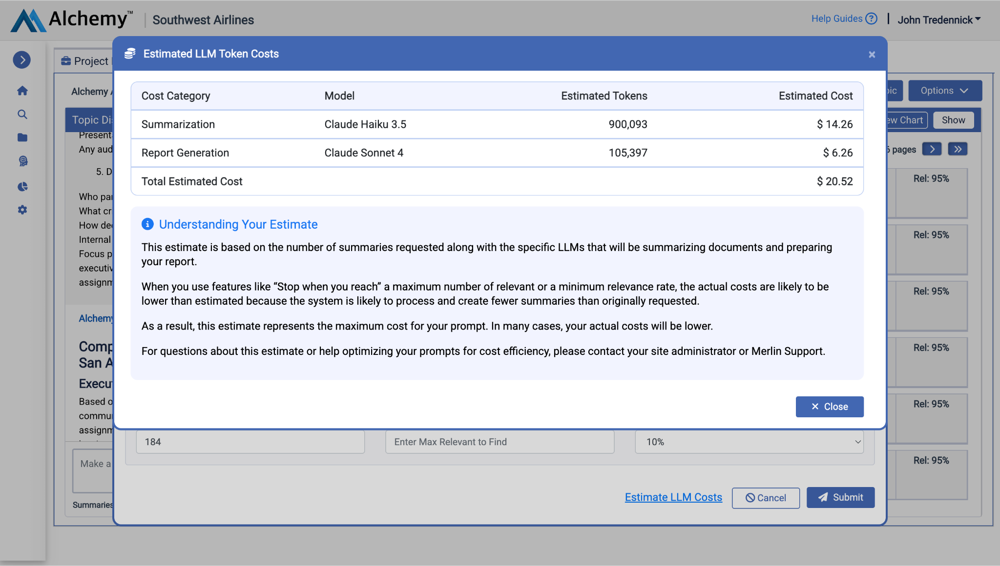 Alchemy™ | Southwest Airlines
Help Guides ? | John Tredennick
Project
Alchemy
Options
Topic
Present
Any aud
5. D
Who par
What cr
How dec
Internal
Focus p
executiv
assignm
Alchemy
Comp
San A
Execut
Based o
commun
assignm
Make a
Summaries
Estimated LLM Token Costs
×
Cost Category Model Estimated Tokens Estimated Cost
Summarization Claude Haiku 3.5 900,093 $ 14.26
Report Generation Claude Sonnet 4 105,397 $ 6.26
Total Estimated Cost $ 20.52
Understanding Your Estimate
This estimate is based on the number of summaries requested along with the specific LLMs that will be summarizing documents and preparing
your report.
When you use features like “Stop when you reach” a maximum number of relevant or a minimum relevance rate, the actual costs are likely to be
lower than estimated because the system is likely to process and create fewer summaries than originally requested.
As a result, this estimate represents the maximum cost for your prompt. In many cases, your actual costs will be lower.
For questions about this estimate or help optimizing your prompts for cost efficiency, please contact your site administrator or Merlin Support.
Close
184 Enter Max Relevant to Find 10%
Estimate LLM Costs Cancel Submit
Chart Show
pages
Rel: 95%
Rel: 95%
Rel: 95%
Rel: 95%
Rel: 95%
Rel: 95%